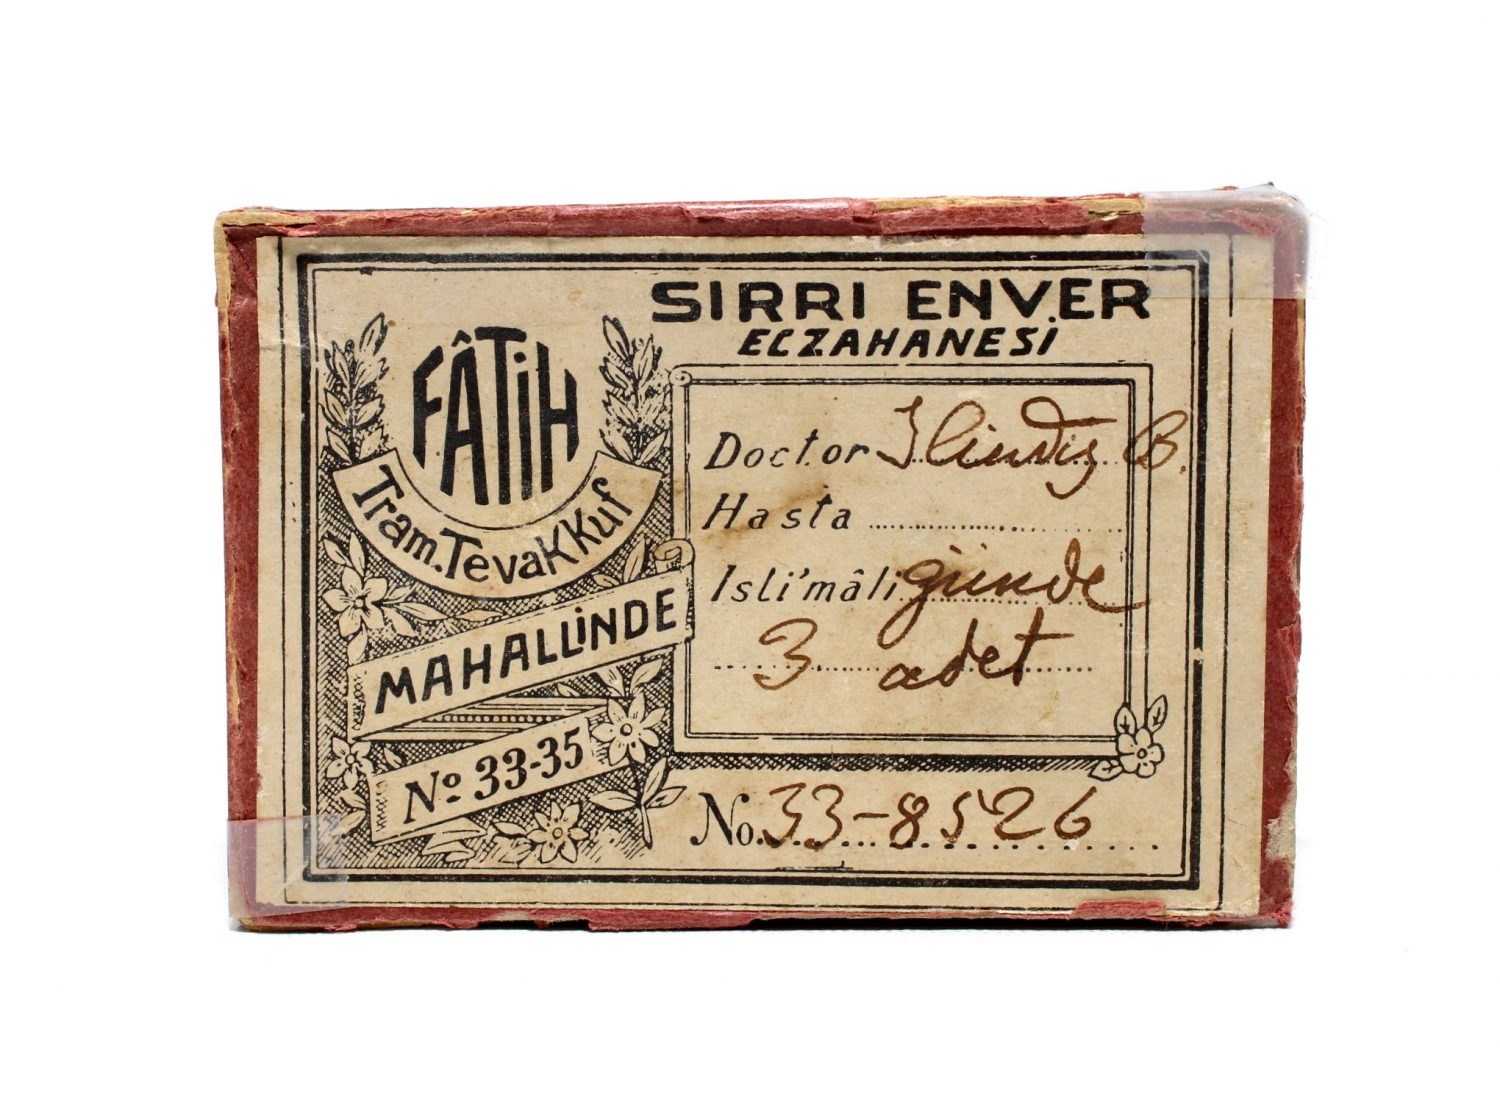 SIRRI ENVER
ECZAHANESİ
FÂTiH
Tram. TevaKKuf
MAHALLİNDE
No 33-35
Doctor B.
Hasta
Isli'mâli günde
3 adet
No. 33-8526